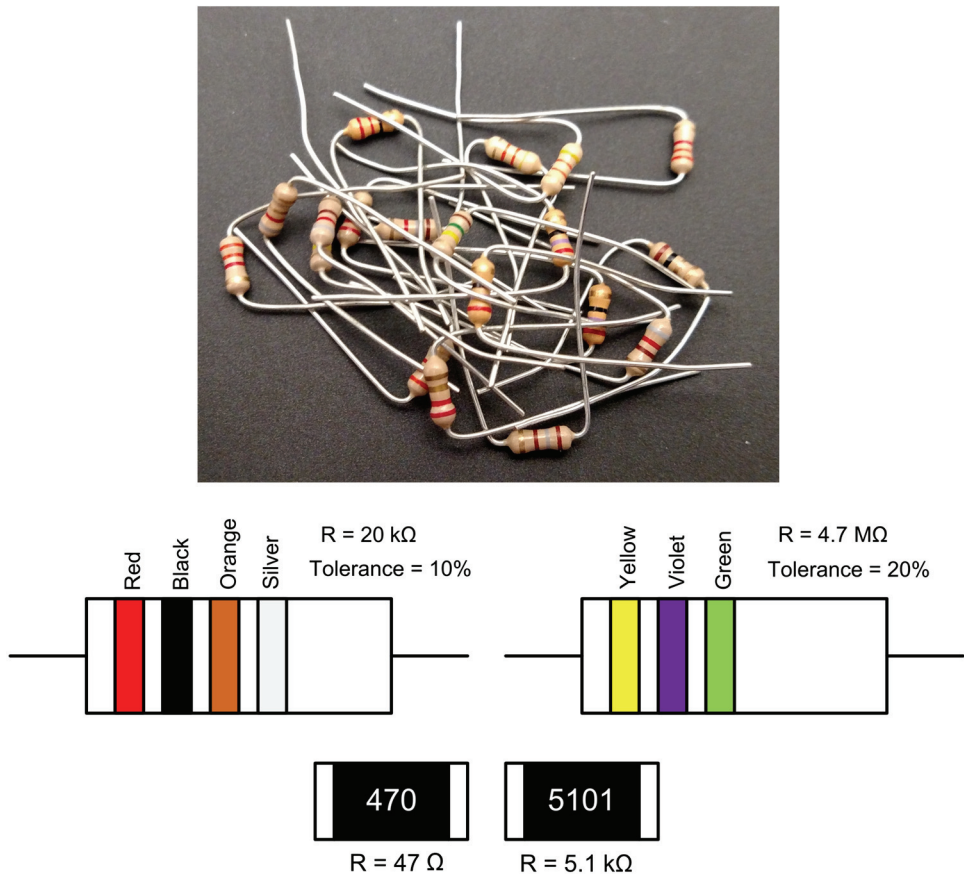 Red
Black
Orange
Silver
R = 20 kΩ
Tolerance = 10%
Yellow
Violet
Green
R = 4.7 MΩ
Tolerance = 20%
470
5101
R = 47 Ω
R = 5.1 kΩ